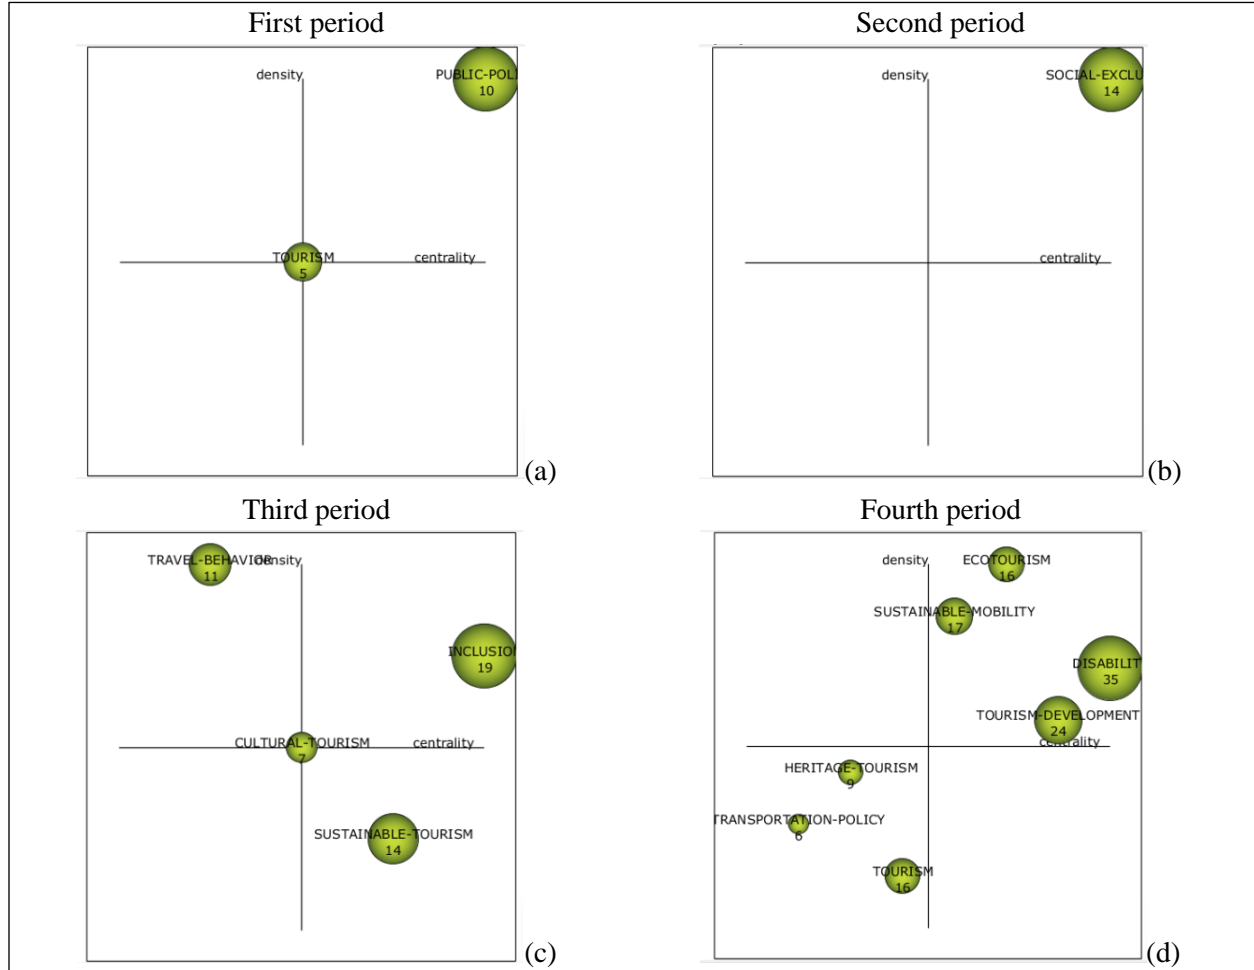 First period
density
PUBLIC-POLI
10
TOURISM
5
centrality
(a)
Second period
density
SOCIAL-EXCLU
14
centrality
(b)
Third period
TRAVEL-BEHAVIOR
11
density
INCLUSION
19
CULTURAL-TOURISM
7
centrality
SUSTAINABLE-TOURISM
14
(c)
Fourth period
density
ECOTOURISM
16
SUSTAINABLE-MOBILITY
17
DISABILIT
35
TOURISM-DEVELOPMENT
24
centrality
HERITAGE-TOURISM
9
TRANSPORTATION-POLICY
6
TOURISM
16
(d)